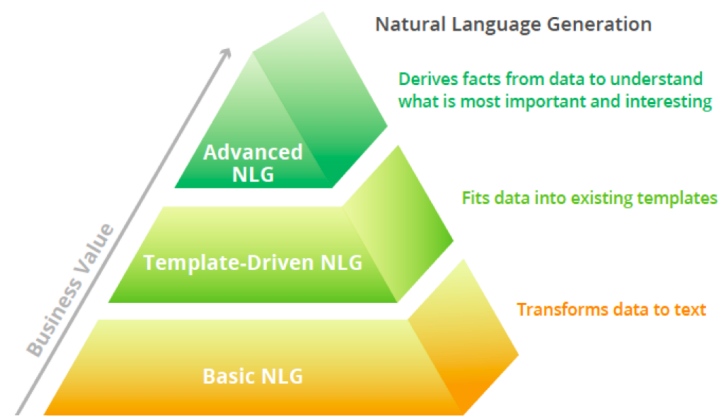 Natural Language Generation
Derives facts from data to understand
what is most important and interesting
Advanced
NLG
Fits data into existing templates
Template-Driven NLG
Business Value
Transforms data to text
Basic NLG